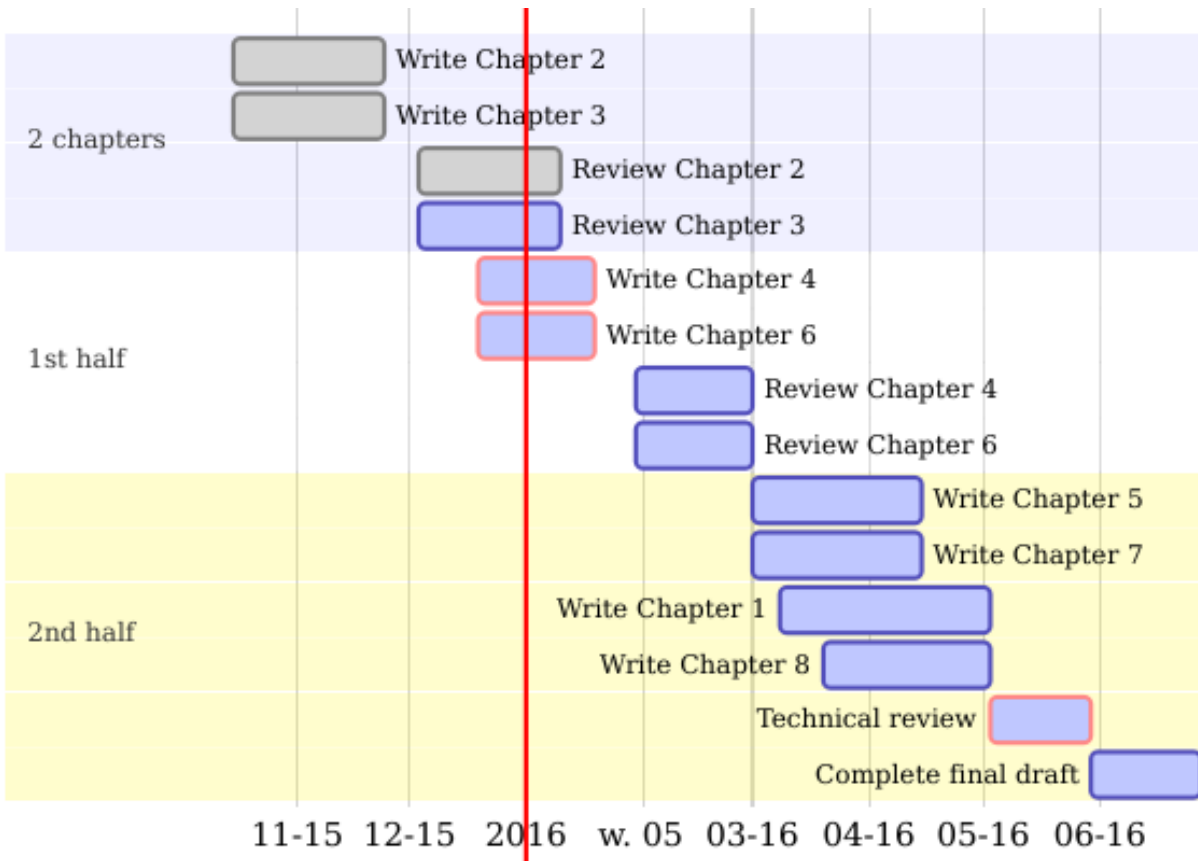 Write Chapter 2
Write Chapter 3
2 chapters
Review Chapter 2
Review Chapter 3
Write Chapter 4
Write Chapter 6
1st half
Review Chapter 4
Review Chapter 6
Write Chapter 5
Write Chapter 7
Write Chapter 1
2nd half
Write Chapter 8
Technical review
Complete final draft
11-15 12-15 2016 w. 05 03-16 04-16 05-16 06-16